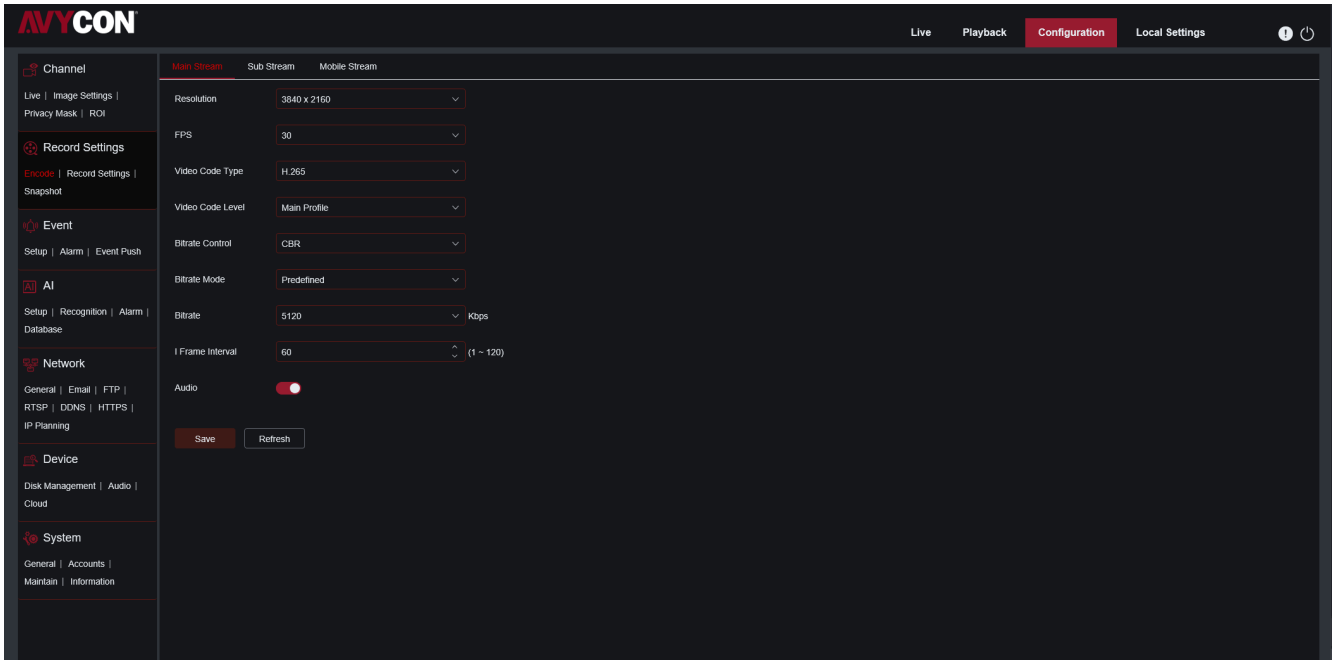 AVYCON
Live Playback Configuration Local Settings
Channel
Live | Image Settings |
Privacy Mask | ROI
Record Settings
Encode | Record Settings |
Snapshot
Event
Setup | Alarm | Event Push
AI AI
Setup | Recognition | Alarm |
Database
Network
General | Email | FTP |
RTSP | DDNS | HTTPS |
IP Planning
Device
Disk Management | Audio |
Cloud
System
General | Accounts |
Maintain | Information
Main Stream Sub Stream Mobile Stream
Resolution 3840 x 2160
FPS 30
Video Code Type H.265
Video Code Level Main Profile
Bitrate Control CBR
Bitrate Mode Predefined
Bitrate 5120 Kbps
I Frame Interval 60 (1 ~ 120)
Audio
Save Refresh